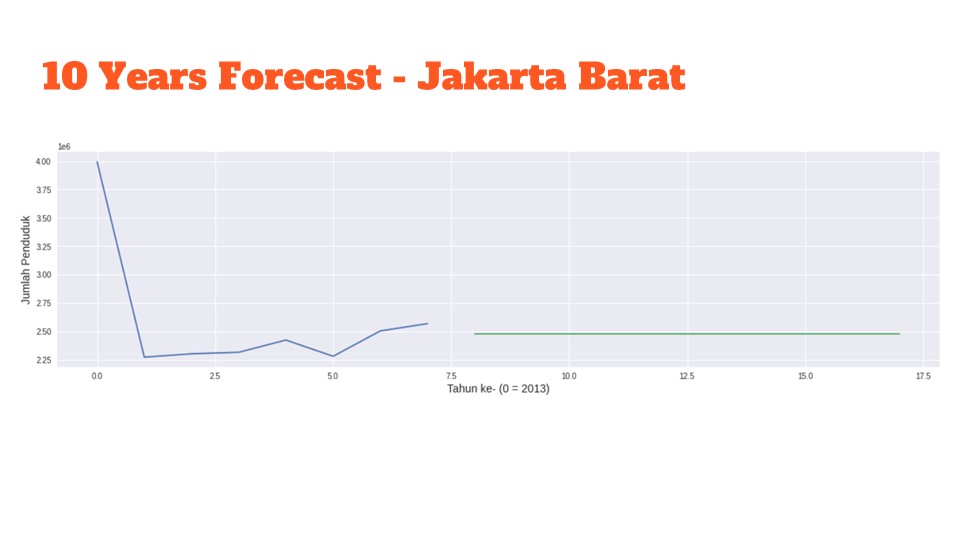 10 Years Forecast - Jakarta Barat
1e6
4.00
3.75
3.50
3.25
3.00
2.75
2.50
2.25
Jumlah Penduduk
0.0 2.5 5.0 7.5 10.0 12.5 15.0 17.5
Tahun ke- (0 = 2013)